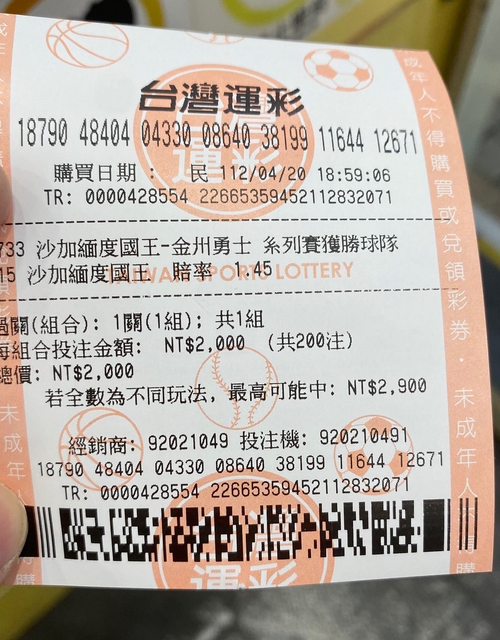 台灣運彩
18790 48404 04330 08640 38199 11644 12671
購買日期 : 民 112/04/20 18:59:06
TR: 0000428554 22665359452112832071
733 沙加緬度國王-金州勇士 系列賽獲勝球隊
15 沙加緬度國王 賠率 1.45
TAIWAN SPORTS LOTTERY
過關(組合): 1關(1組); 共1組
每組合投注金額: NT$2,000 (共200注)
總價: NT$2,000
若全數為不同玩法, 最高可能中: NT$2,900
經銷商: 92021049 投注機: 920210491
18790 48404 04330 08640 38199 11644 12671
TR: 0000428554 22665359452112832071
成年人不得購買或兌領彩券・未成年人
未成年